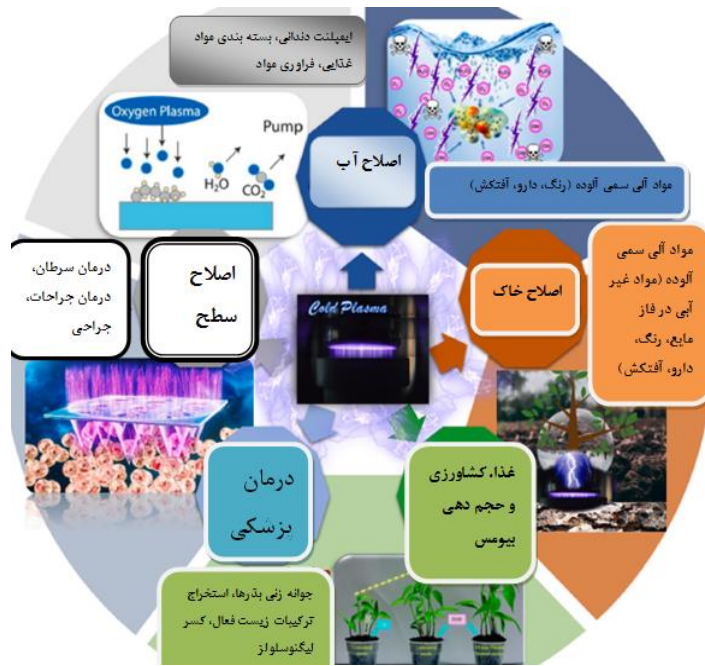 ایمپلنت دندانی، بسته بندی مواد
غذایی، فراوری مواد
Oxygen Plasma
Pump
H₂O
CO₂
اصلاح آب
مواد آلی سمی آلوده (رنگ، دارو، آفتکش)
درمان سرطان،
درمان جراحات،
جراحی
اصلاح
سطح
Cold Plasma
اصلاح خاک
مواد آلی سمی
آلوده (مواد غیر
آبی در فاز
مایع، رنگ،
دارو، آفتکش)
درمان
پزشکی
غذا، کشاورزی
و حجم دهی
بیومس
جوانه زنی بذرها، استخراج
ترکیبات زیست فعال، کسر
لیگنوسلولز